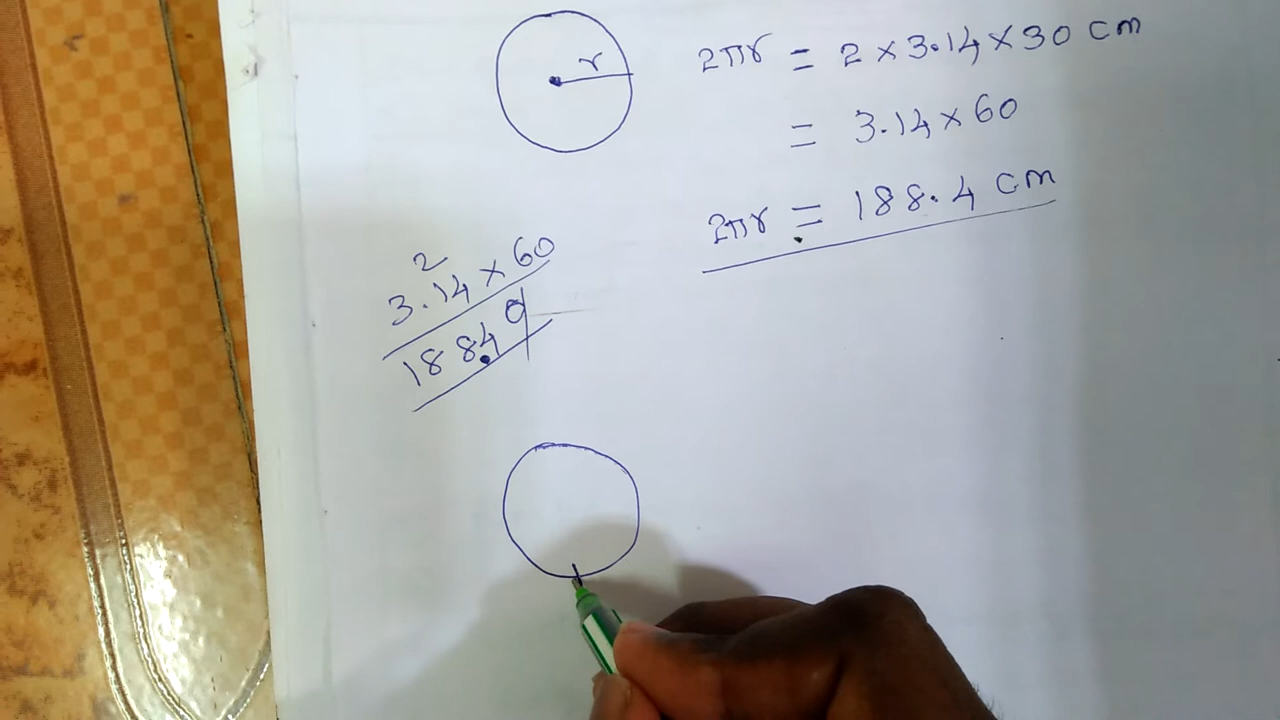 r
2πr = 2 × 3.14 × 30 cm
= 3.14 × 60
2πr = 188.4 cm
2
3.14 × 60
188.40